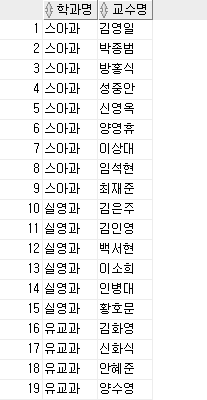 학과명 교수명
1 스아과 김영일
2 스아과 박종범
3 스아과 방홍식
4 스아과 성중안
5 스아과 신영옥
6 스아과 양영휴
7 스아과 이상대
8 스아과 임석현
9 스아과 최재준
10 실영과 김은주
11 실영과 김인영
12 실영과 백서현
13 실영과 이소희
14 실영과 인병대
15 실영과 황호문
16 유교과 김화영
17 유교과 신화식
18 유교과 안혜준
19 유교과 양수영